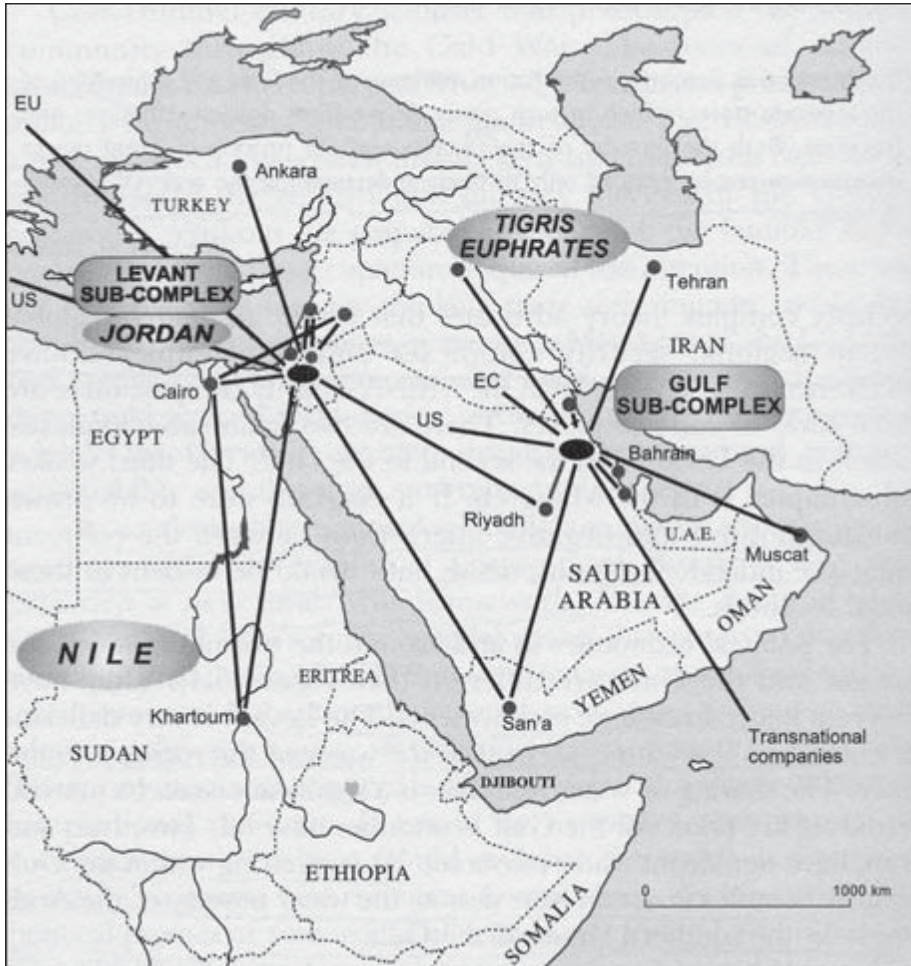 EU
Ankara
TURKEY
TIGRIS
EUPHRATES
LEVANT
SUB-COMPLEX
Tehran
US
JORDAN
IRAN
EC
GULF
SUB-COMPLEX
Cairo
US
EGYPT
Bahrain
Riyadh
U.A.E.
Muscat
SAUDI
ARABIA
OMAN
NILE
ERITREA
YEMEN
Khartoum
San'a
SUDAN
Transnational
companies
DJIBOUTI
ETHIOPIA
0 1000 km
SOMALIA